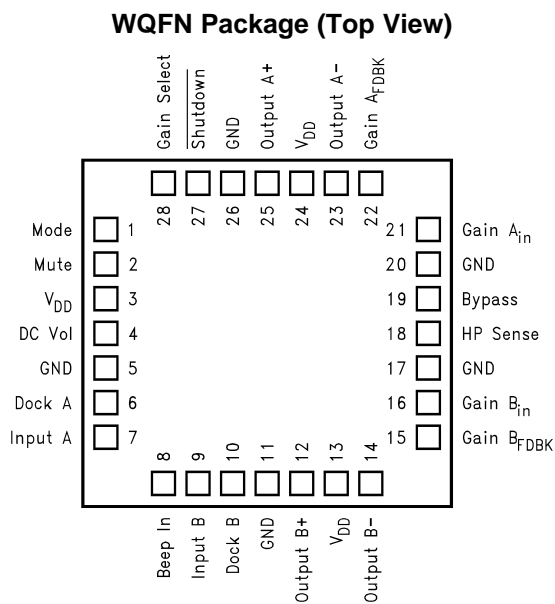 WQFN Package (Top View)
Gain Select
Shutdown
GND
Output A+
VDD
Output A-
Gain AFDBK
28
27
26
25
24
23
22
Mode 1
Mute 2
VDD 3
DC Vol 4
GND 5
Dock A 6
Input A 7
21 Gain Ain
20 GND
19 Bypass
18 HP Sense
17 GND
16 Gain Bin
15 Gain BFDBK
8
9
10
11
12
13
14
Beep In
Input B
Dock B
GND
Output B+
VDD
Output B-